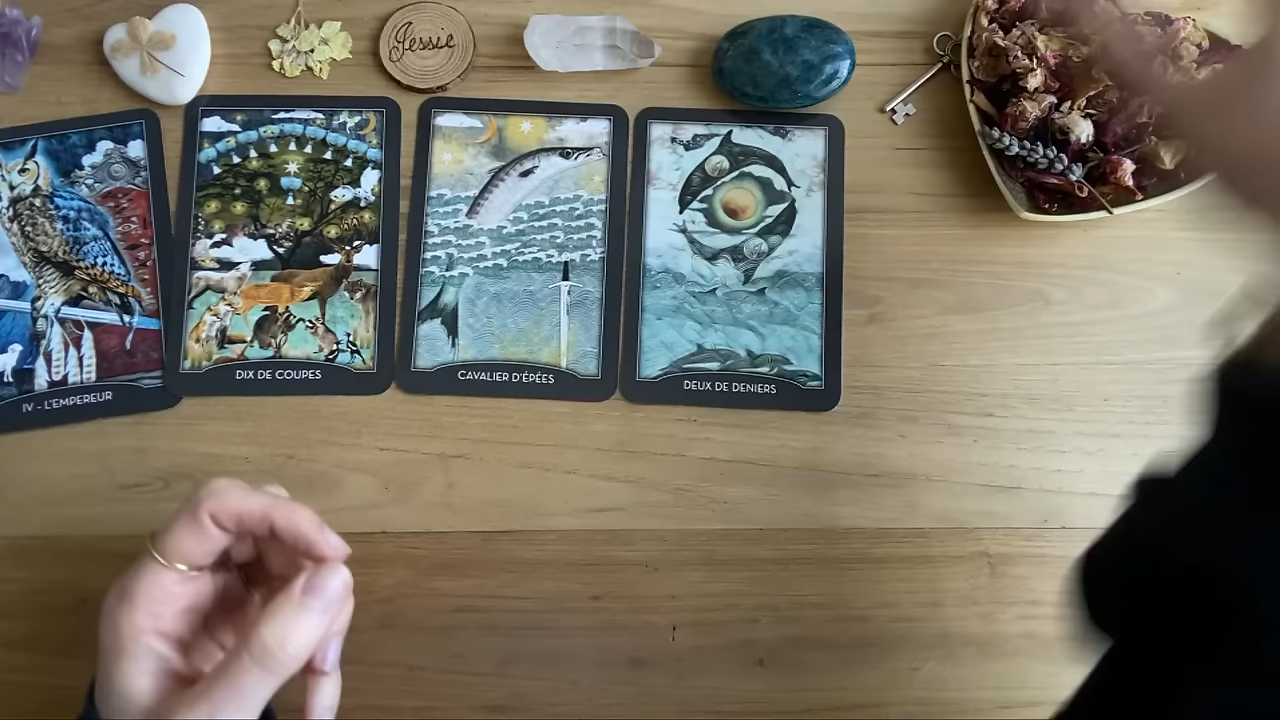 Jessie
IV - L'EMPEREUR
DIX DE COUPES
CAVALIER D'ÉPÉES
DEUX DE DENIERS